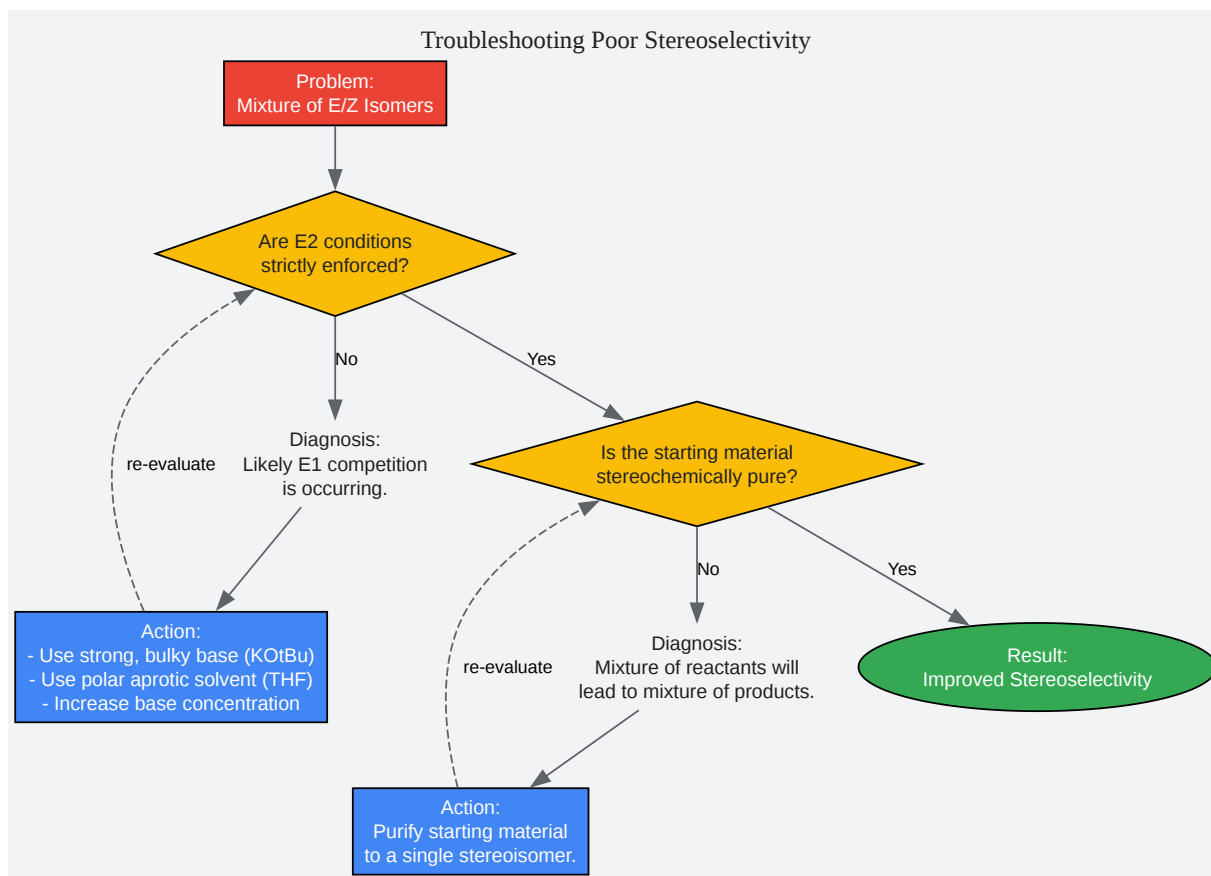 Troubleshooting Poor Stereoselectivity
Problem:
Mixture of E/Z Isomers
Are E2 conditions
strictly enforced?
No
Yes
Diagnosis:
Likely E1 competition
is occurring.
re-evaluate
Is the starting material
stereochemically pure?
No
Yes
Action:
- Use strong, bulky base (KOtBu)
- Use polar aprotic solvent (THF)
- Increase base concentration
re-evaluate
Diagnosis:
Mixture of reactants will
lead to mixture of products.
Result:
Improved Stereoselectivity
Action:
Purify starting material
to a single stereoisomer.